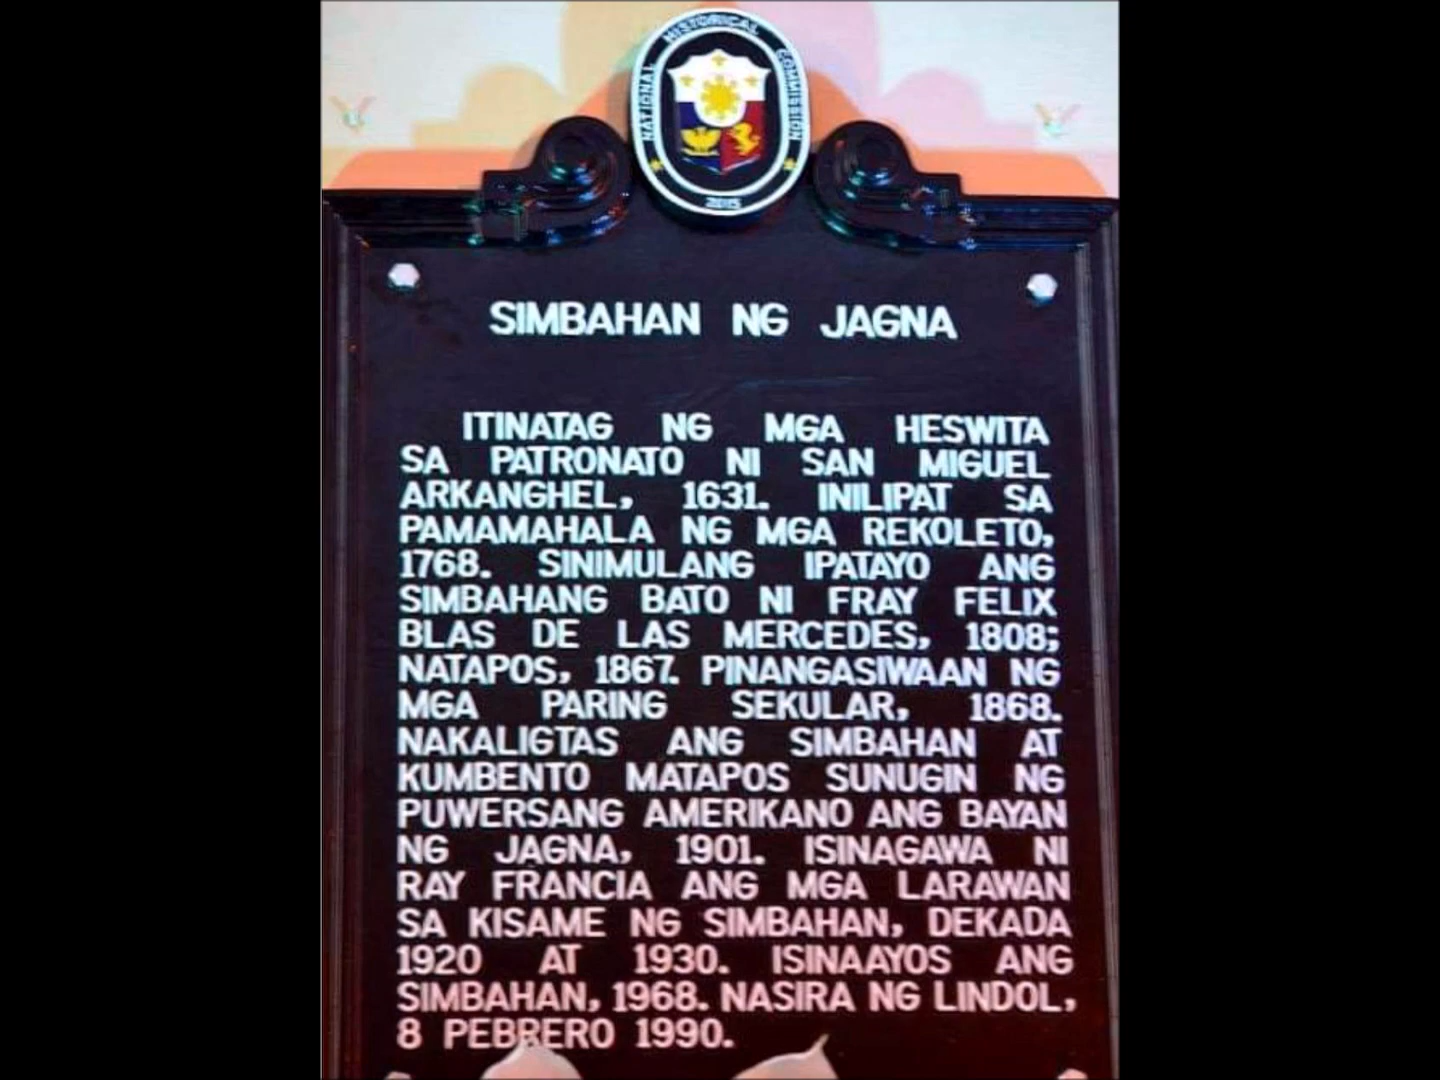 NATIONAL HISTORICAL COMMISSION
2015
SIMBAHAN NG JAGNA
ITINATAG NG MGA HESWITA
SA PATRONATO NI SAN MIGUEL
ARKANGHEL, 1631. INILIPAT SA
PAMAMAHALA NG MGA REKOLETO,
1768. SINIMULANG IPATAYO ANG
SIMBAHANG BATO NI FRAY FELIX
BLAS DE LAS MERCEDES, 1808;
NATAPOS, 1867. PINANGASIWAAN NG
MGA PARING SEKULAR, 1868.
NAKALIGTAS ANG SIMBAHAN AT
KUMBENTO MATAPOS SUNUGIN NG
PUWERSANG AMERIKANO ANG BAYAN
NG JAGNA, 1901. ISINAGAWA NI
RAY FRANCIA ANG MGA LARAWAN
SA KISAME NG SIMBAHAN, DEKADA
1920 AT 1930. ISINAAYOS ANG
SIMBAHAN, 1968. NASIRA NG LINDOL,
8 PEBRERO 1990.